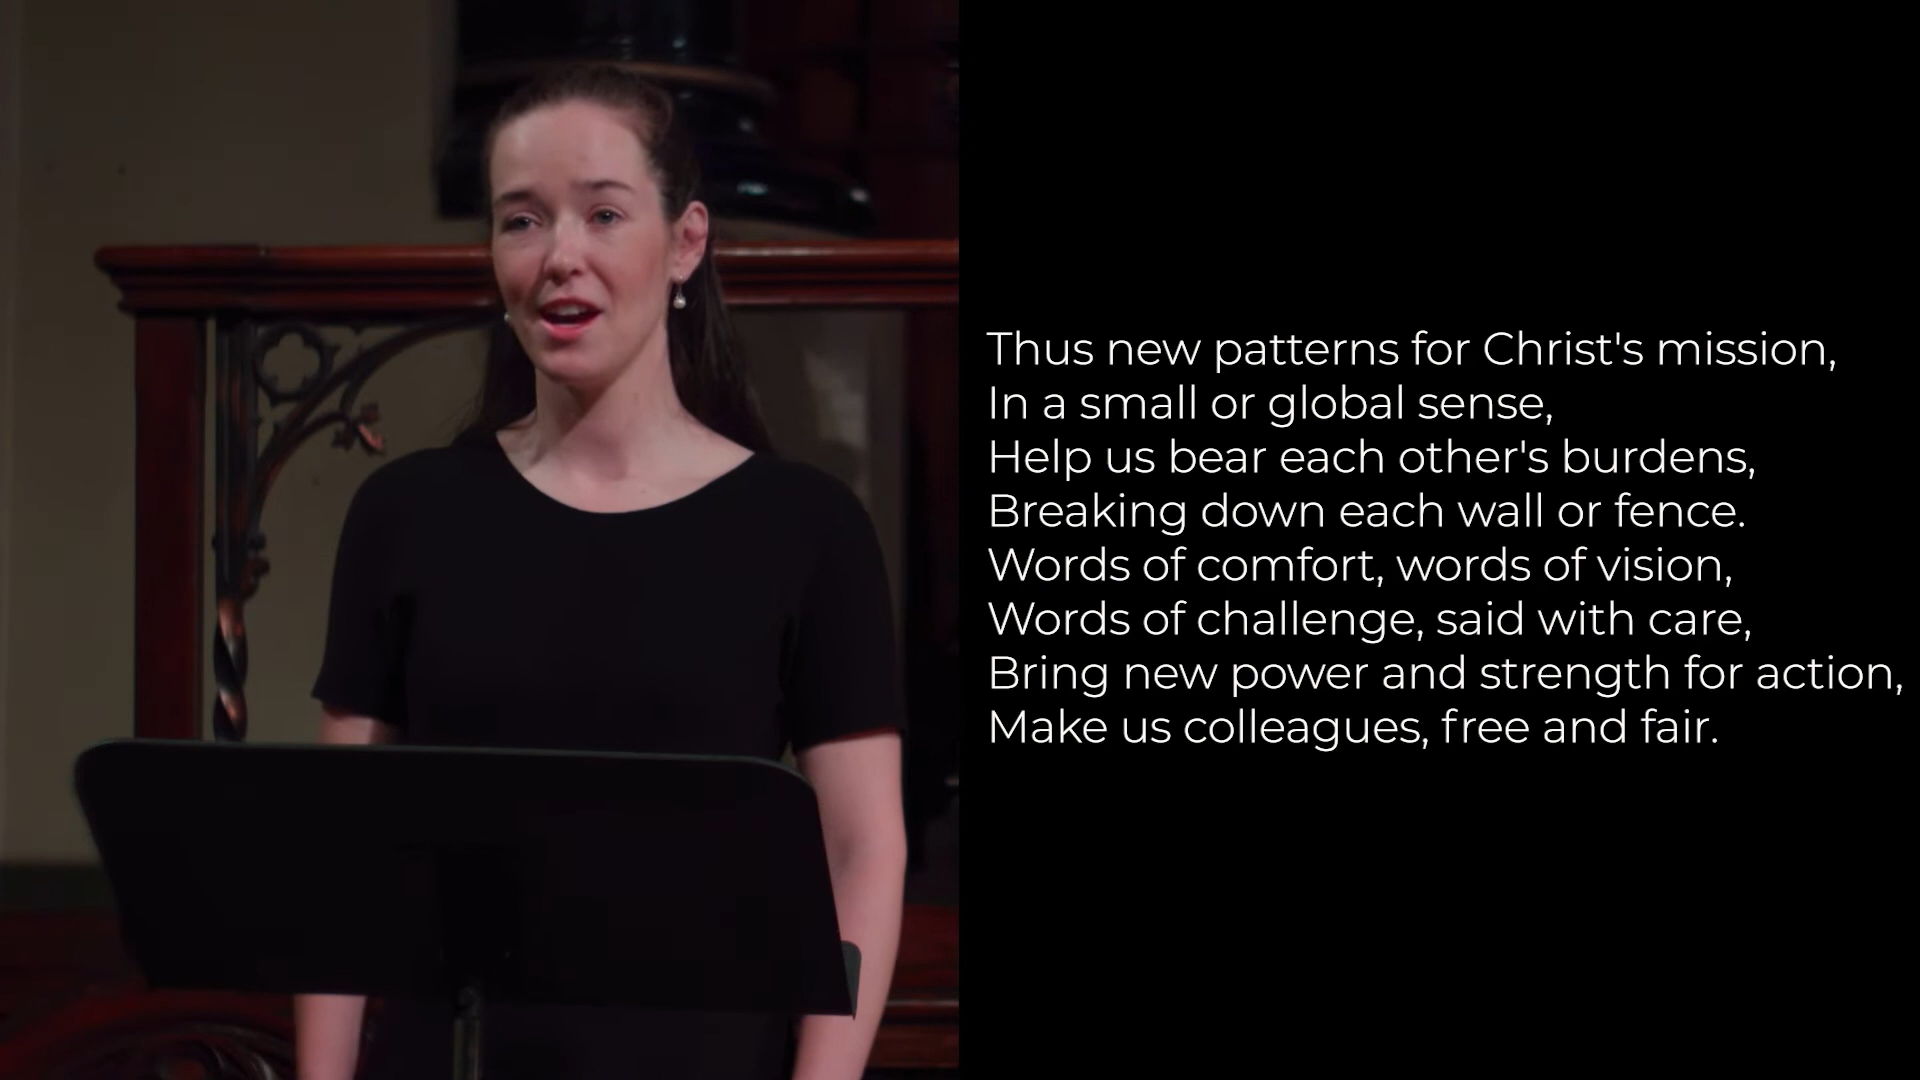 Thus new patterns for Christ's mission,
In a small or global sense,
Help us bear each other's burdens,
Breaking down each wall or fence.
Words of comfort, words of vision,
Words of challenge, said with care,
Bring new power and strength for action,
Make us colleagues, free and fair.